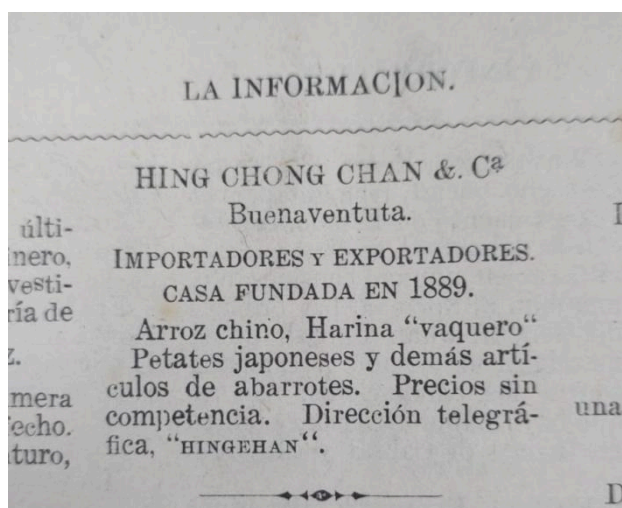 LA INFORMACION.
HING CHONG CHAN &. Cª
Buenaventuta.
IMPORTADORES Y EXPORTADORES.
CASA FUNDADA EN 1889.
Arroz chino, Harina “vaquero“
Petates japoneses y demás artí-
culos de abarrotes. Precios sin
competencia. Dirección telegrá-
fica, “HINGEHAN“.
últi-
nero,
vesti-
ría de
z.
mera
fecho.
turo,
una
D